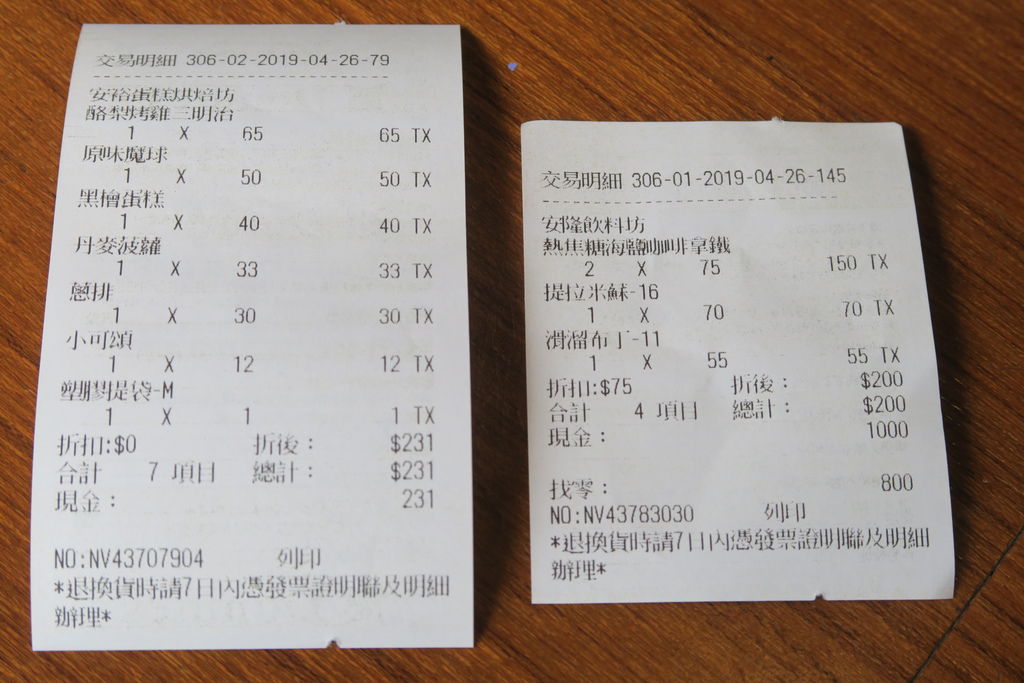 交易明細 306-02-2019-04-26-79
安裕蛋糕烘焙坊
酪梨烤雞三明治
1 X 65 65 TX
原味魔球
1 X 50 50 TX
黑檜蛋糕
1 X 40 40 TX
丹麥菠蘿
1 X 33 33 TX
蔥排
1 X 30 30 TX
小可頌
1 X 12 12 TX
塑膠提袋-M
1 X 1 1 TX
折扣:$0 折後： $231
合計 7 項目 總計： $231
現金： 231
NO:NV43707904 列印
*退換貨時請7日內憑發票證明聯及明細
辦理*
交易明細 306-01-2019-04-26-145
安隆飲料坊
熱焦糖海鹽咖啡拿鐵
2 X 75 150 TX
提拉米蘇-16
1 X 70 70 TX
滑溜布丁-11
1 X 55 55 TX
折扣:$75 折後： $200
合計 4 項目 總計： $200
現金： 1000
找零： 800
NO:NV43783030 列印
*退換貨時請7日內憑發票證明聯及明細
辦理*